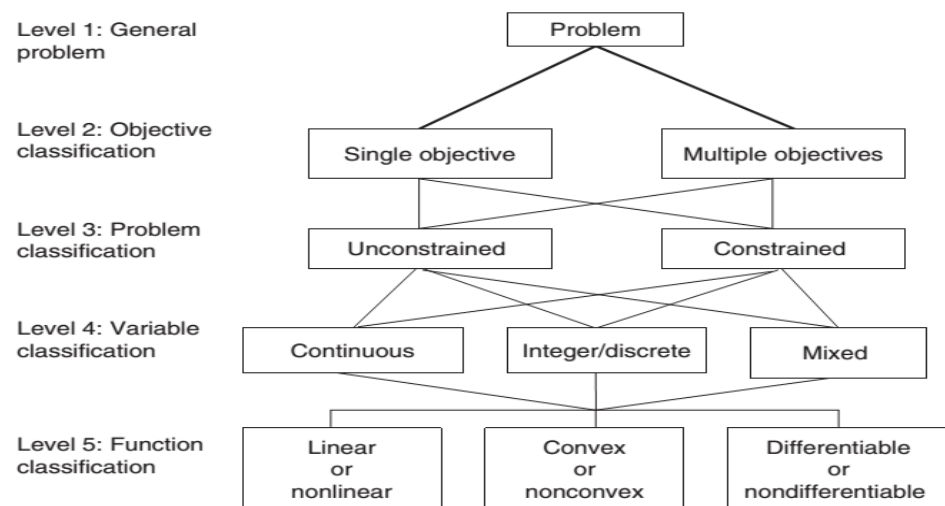 Level 1: General
problem
Problem
Level 2: Objective
classification
Single objective
Multiple objectives
Level 3: Problem
classification
Unconstrained
Constrained
Level 4: Variable
classification
Continuous
Integer/discrete
Mixed
Level 5: Function
classification
Linear
or
nonlinear
Convex
or
nonconvex
Differentiable
or
nondifferentiable